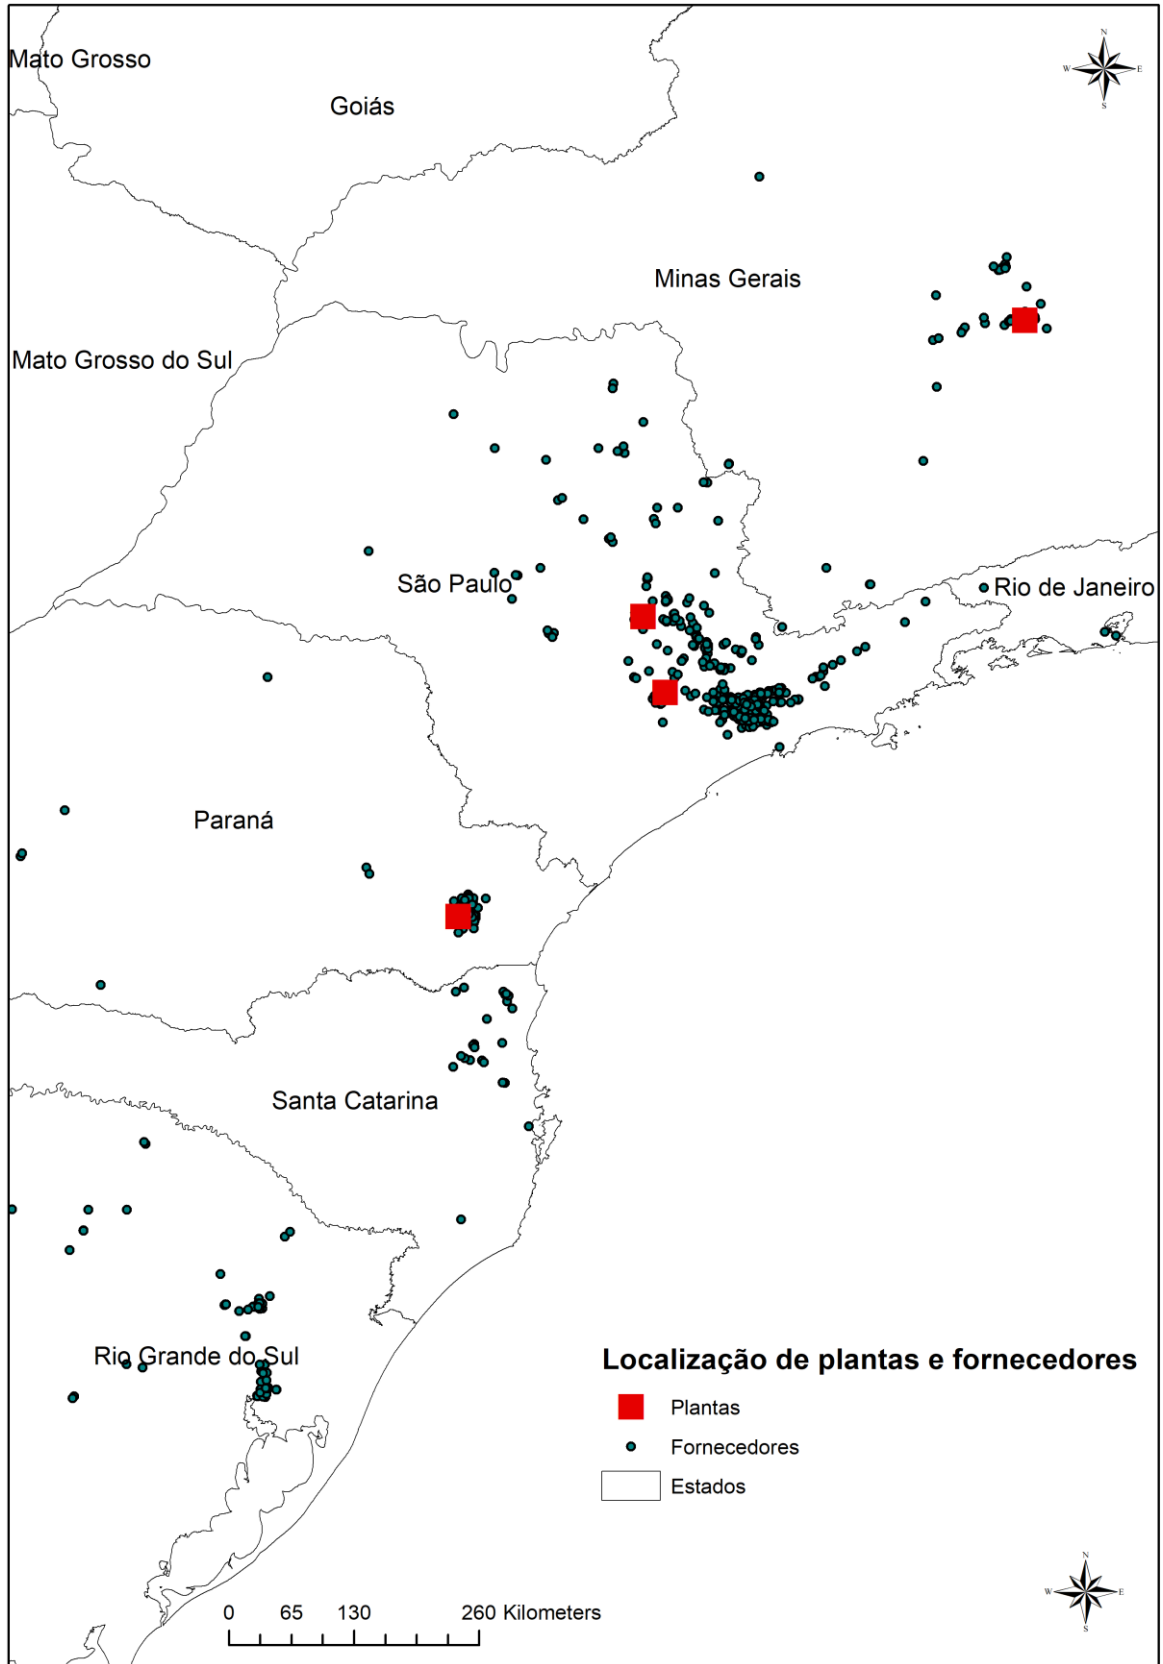 N
W
E
S
Mato Grosso
Goiás
Minas Gerais
Mato Grosso do Sul
São Paulo
Rio de Janeiro
Paraná
Santa Catarina
Rio Grande do Sul
Localização de plantas e fornecedores
Plantas
Fornecedores
Estados
N
W
E
S
0 65 130 260 Kilometers